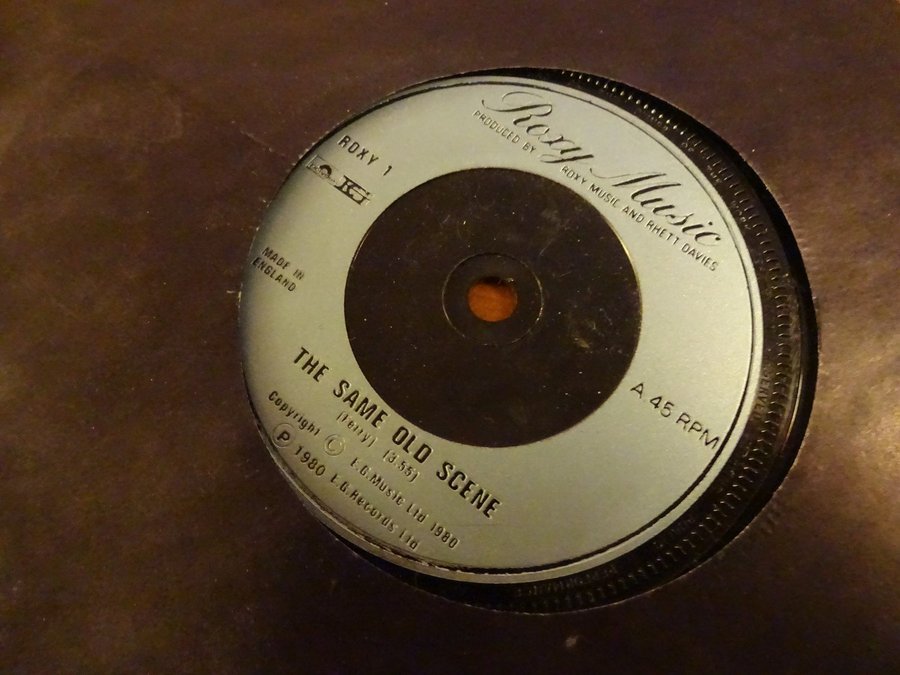 Roxy Music
PRODUCED BY ROXY MUSIC AND RHETT DAVIES
ROXY 1
MADE IN
ENGLAND
A 45 RPM
THE SAME OLD SCENE
(Ferry) (3.55)
Copyright © E.G. Music Ltd 1980
℗ 1980 E.G. Records Ltd